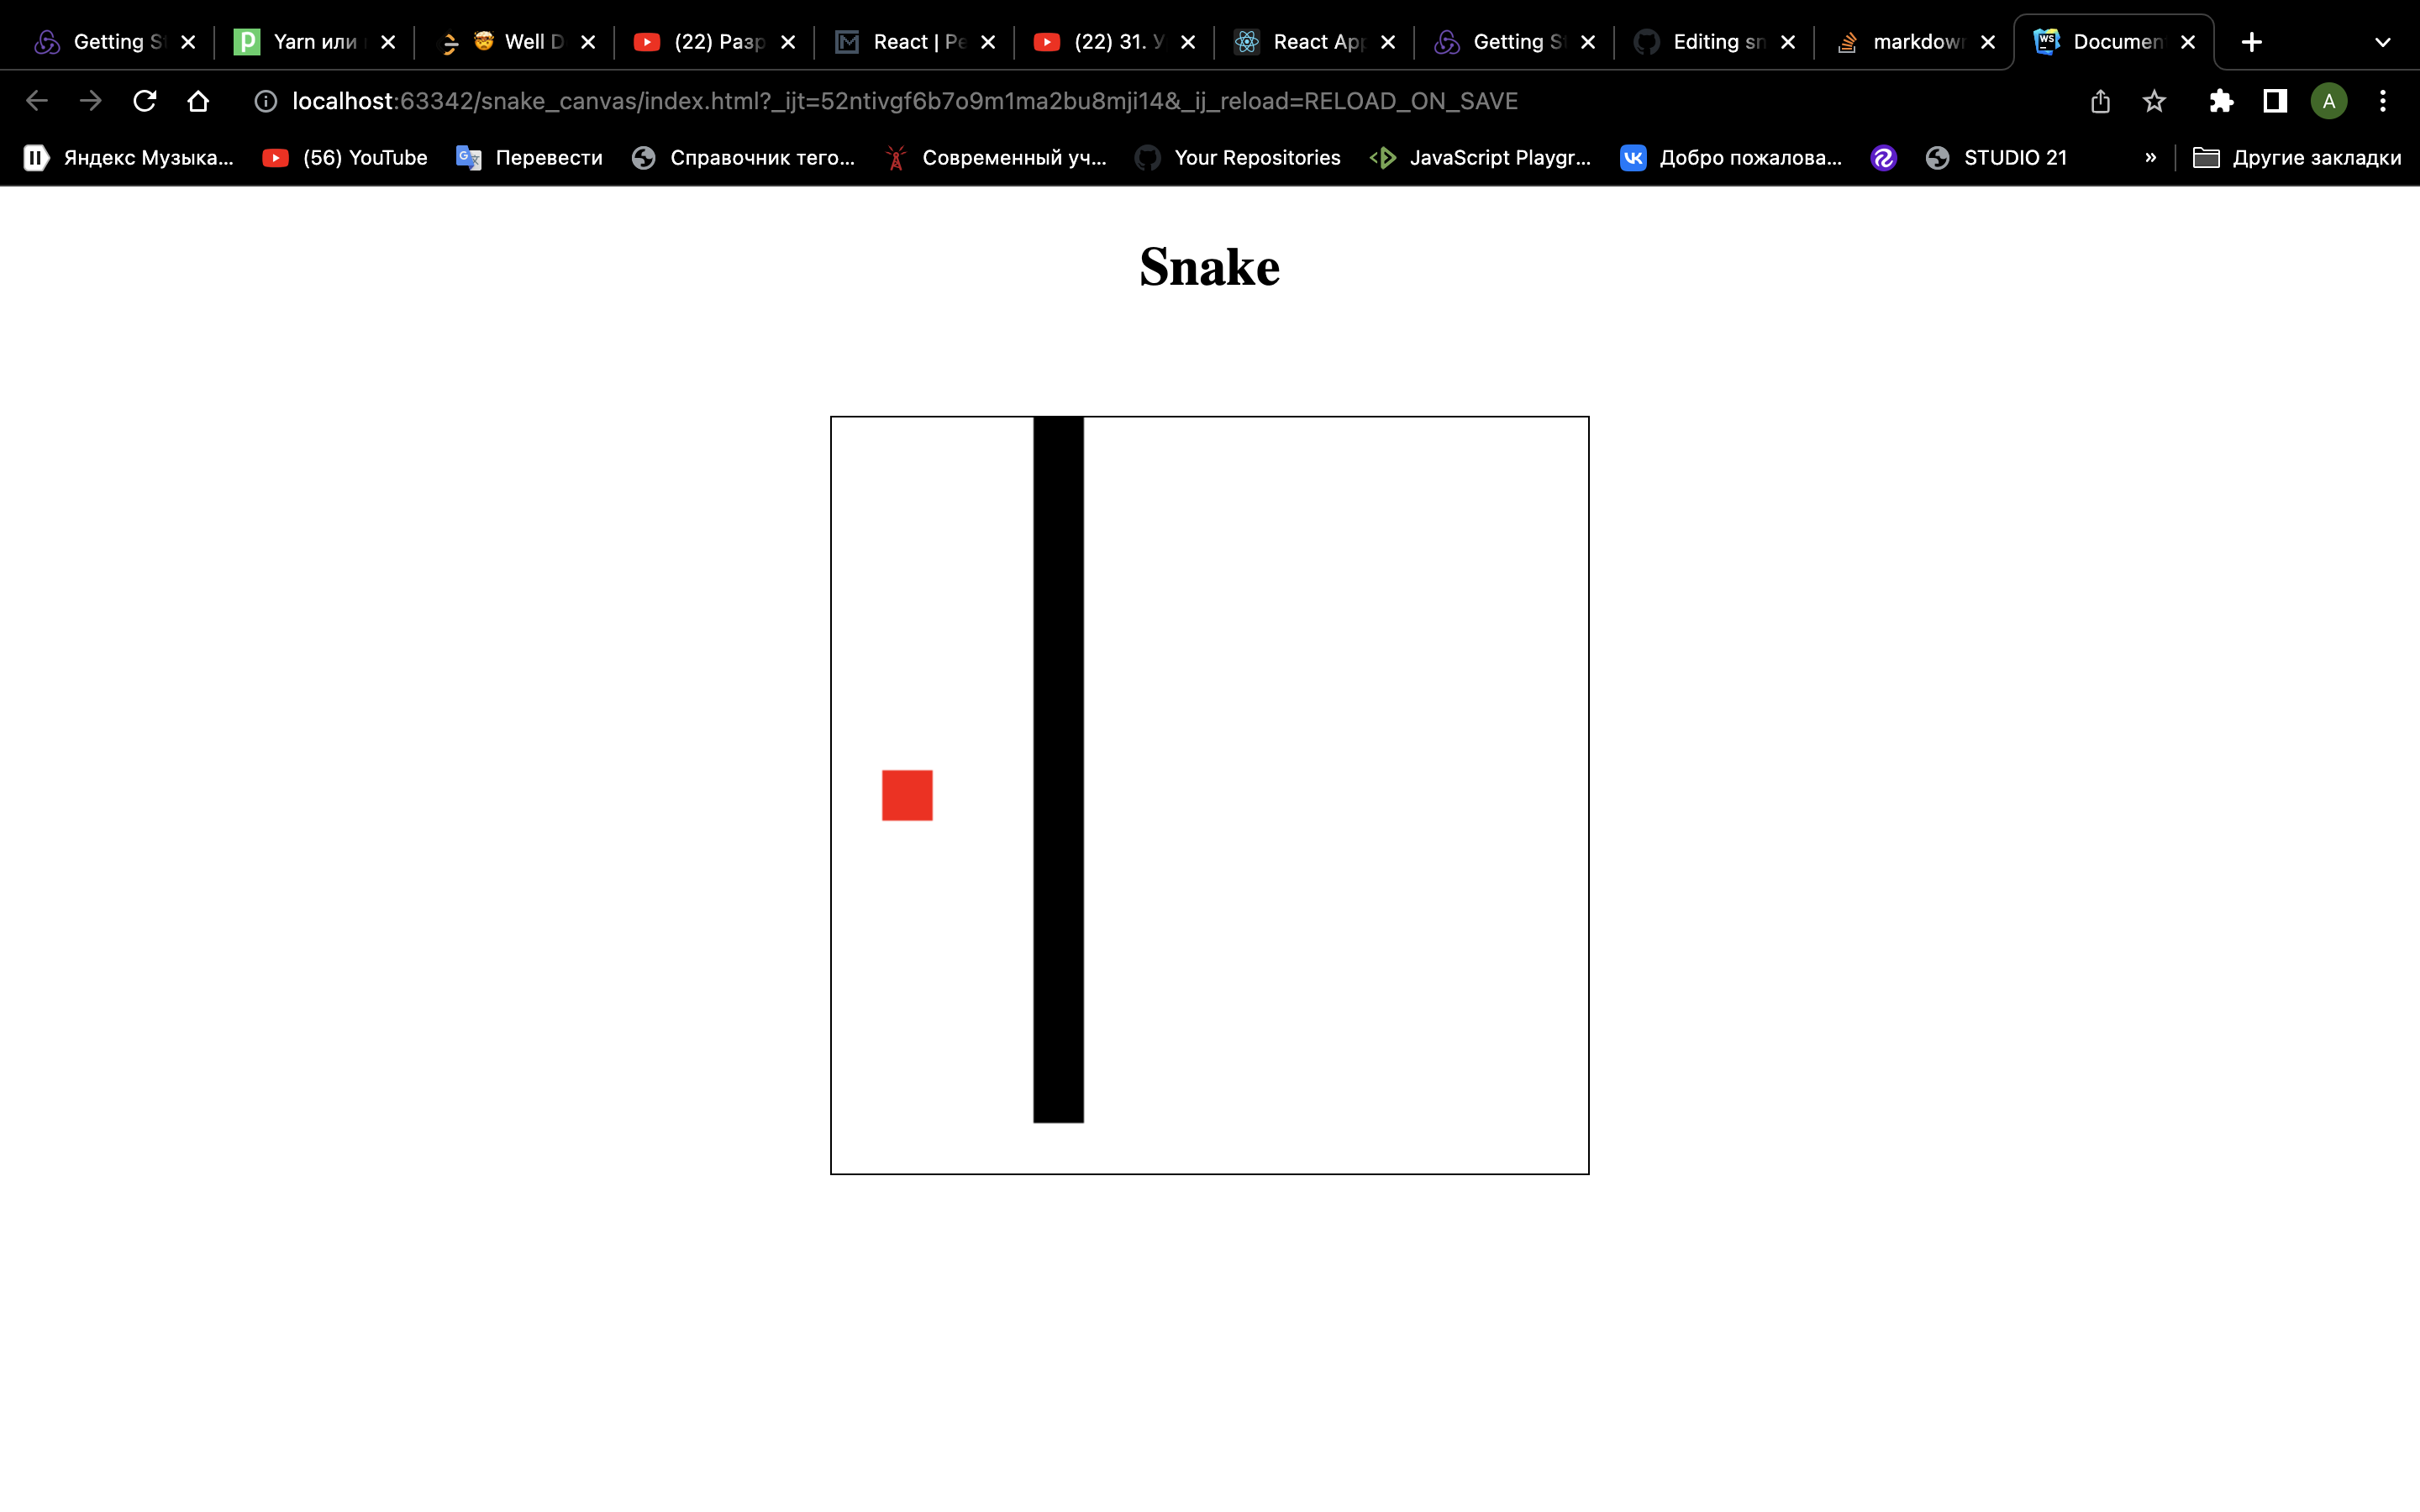 Getting S
Yarn или
Well D
(22) Разр
React | Ре
(22) 31. У
React App
Getting S
Editing sn
markdown
Document
localhost:63342/snake_canvas/index.html?_ijt=52ntivgf6b7o9m1ma2bu8mji14&_ij_reload=RELOAD_ON_SAVE
A
Яндекс Музыка...
(56) YouTube
Перевести
Справочник тего...
Современный уч...
Your Repositories
JavaScript Playgr...
Добро пожалова...
STUDIO 21
»
Другие закладки
Snake